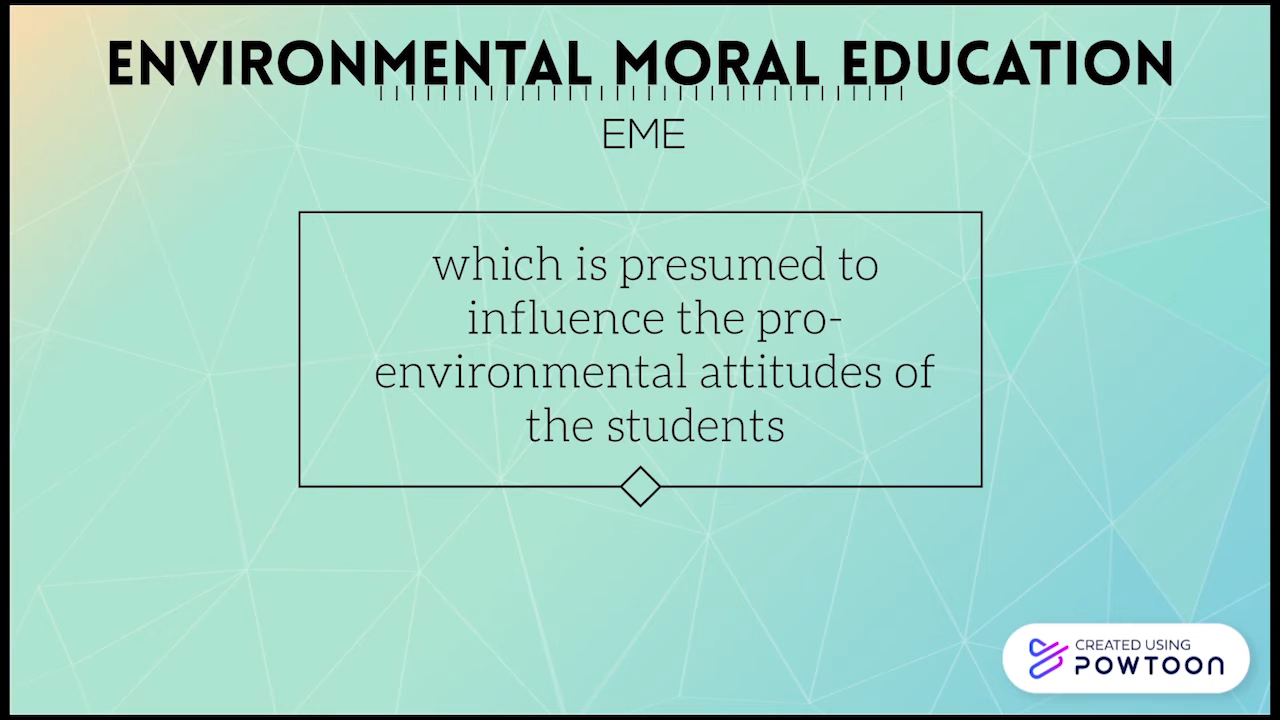 ENVIRONMENTAL MORAL EDUCATION
EME
which is presumed to
influence the pro-
environmental attitudes of
the students
CREATED USING
POWTOON